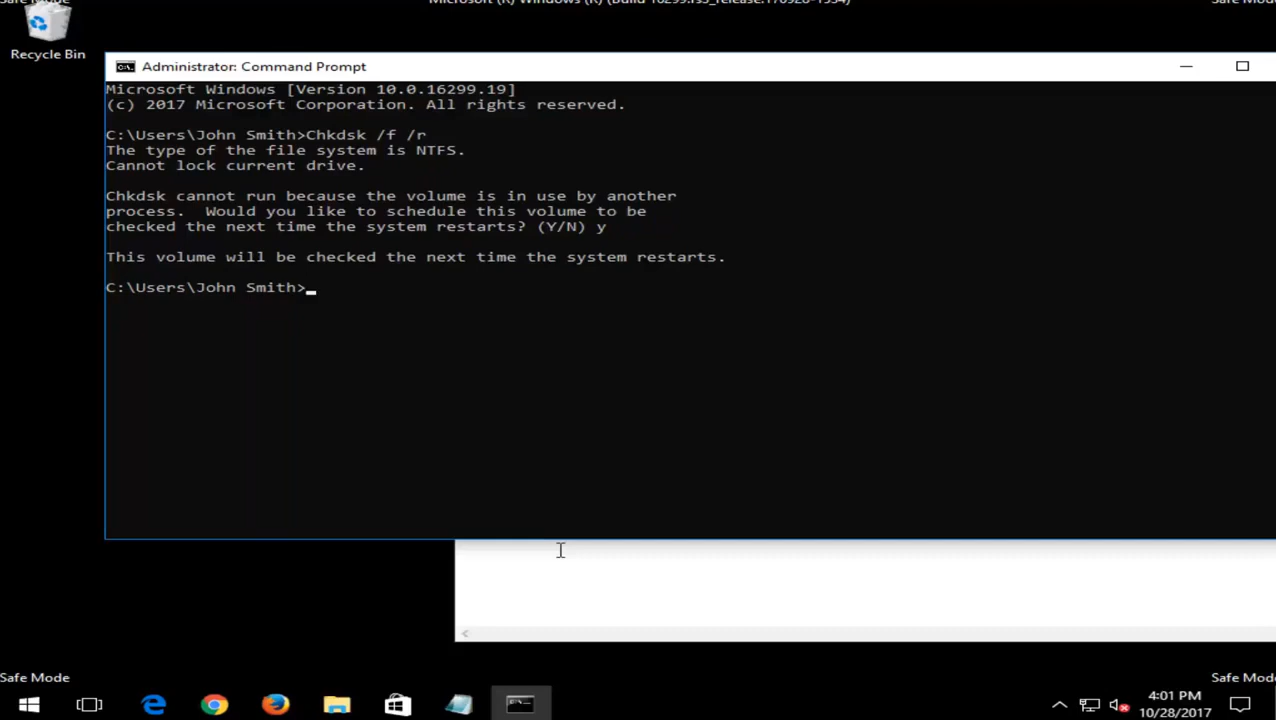 Safe Mode
Microsoft (R) Windows (R) (Build 16299.rs3_release.170928-1534)
Safe Mode
Recycle Bin
Administrator: Command Prompt
Microsoft Windows [Version 10.0.16299.19]
(c) 2017 Microsoft Corporation. All rights reserved.
C:\Users\John Smith>Chkdsk /f /r
The type of the file system is NTFS.
Cannot lock current drive.
Chkdsk cannot run because the volume is in use by another
process.  Would you like to schedule this volume to be
checked the next time the system restarts? (Y/N) y
This volume will be checked the next time the system restarts.
C:\Users\John Smith>
Safe Mode
Safe Mode
4:01 PM
10/28/2017